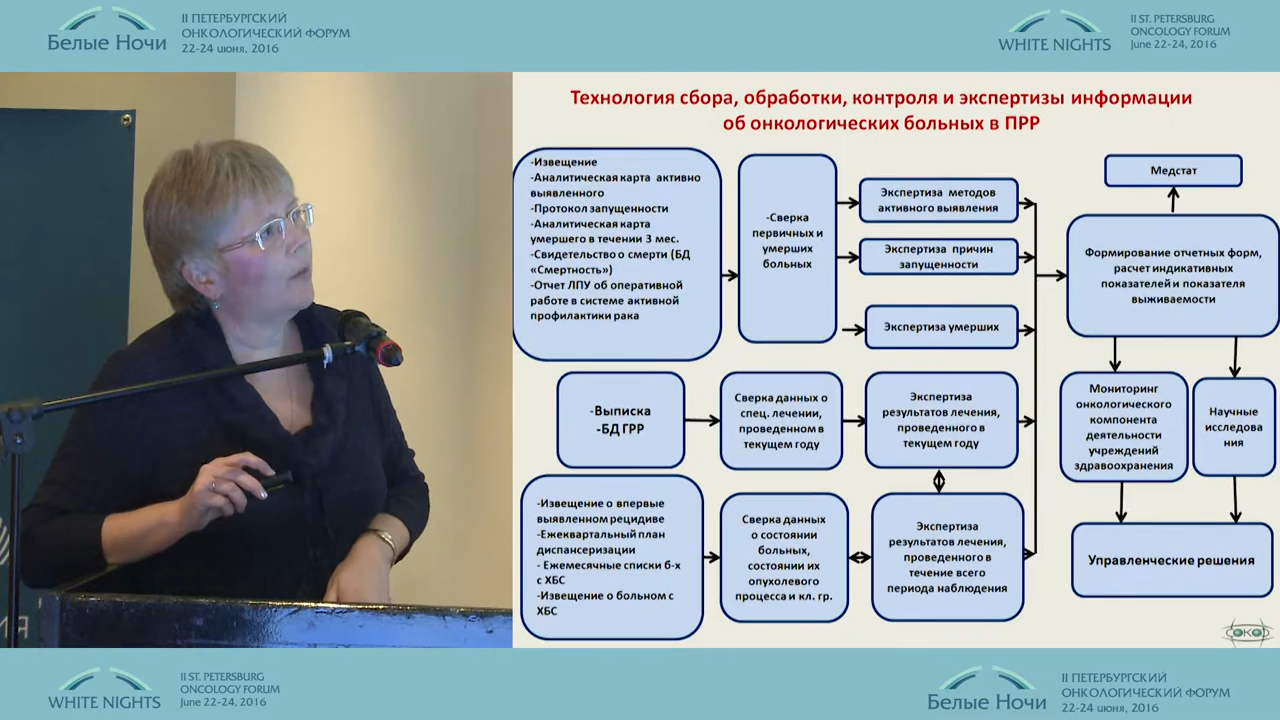 Белые Ночи
II ПЕТЕРБУРГСКИЙ
ОНКОЛОГИЧЕСКИЙ ФОРУМ
22-24 июня, 2016
WHITE NIGHTS
II ST. PETERSBURG
ONCOLOGY FORUM
June 22-24, 2016
Технология сбора, обработки, контроля и экспертизы информации
об онкологических больных в ПРР
-Извещение
-Аналитическая карта активно
выявленного
-Протокол запущенности
-Аналитическая карта
умершего в течении 3 мес.
-Свидетельство о смерти (БД
«Смертность»)
-Отчет ЛПУ об оперативной
работе в системе активной
профилактики рака
-Сверка
первичных и
умерших
больных
Экспертиза методов
активного выявления
Экспертиза причин
запущенности
Экспертиза умерших
Медстат
Формирование отчетных форм,
расчет индикативных
показателей и показателя
выживаемости
-Выписка
-БД ГРР
Сверка данных о
спец. лечении,
проведенном в
текущем году
Экспертиза
результатов лечения,
проведенного в
текущем году
Мониторинг
онкологического
компонента
деятельности
учреждений
здравоохранения
Научные
исследова
ния
-Извещение о впервые
выявленном рецидиве
-Ежеквартальный план
диспансеризации
- Ежемесячные списки б-х
с ХБС
-Извещение о больном с
ХБС
Сверка данных
о состоянии
больных,
состоянии их
опухолевого
процесса и кл. гр.
Экспертиза
результатов лечения,
проведенного в
течение всего
периода наблюдения
Управленческие решения
СОКОД
ИЯ
WHITE NIGHTS
II ST. PETERSBURG
ONCOLOGY FORUM
June 22-24, 2016
Белые Ночи
II ПЕТЕРБУРГСКИЙ
ОНКОЛОГИЧЕСКИЙ ФОРУМ
22-24 июня, 2016